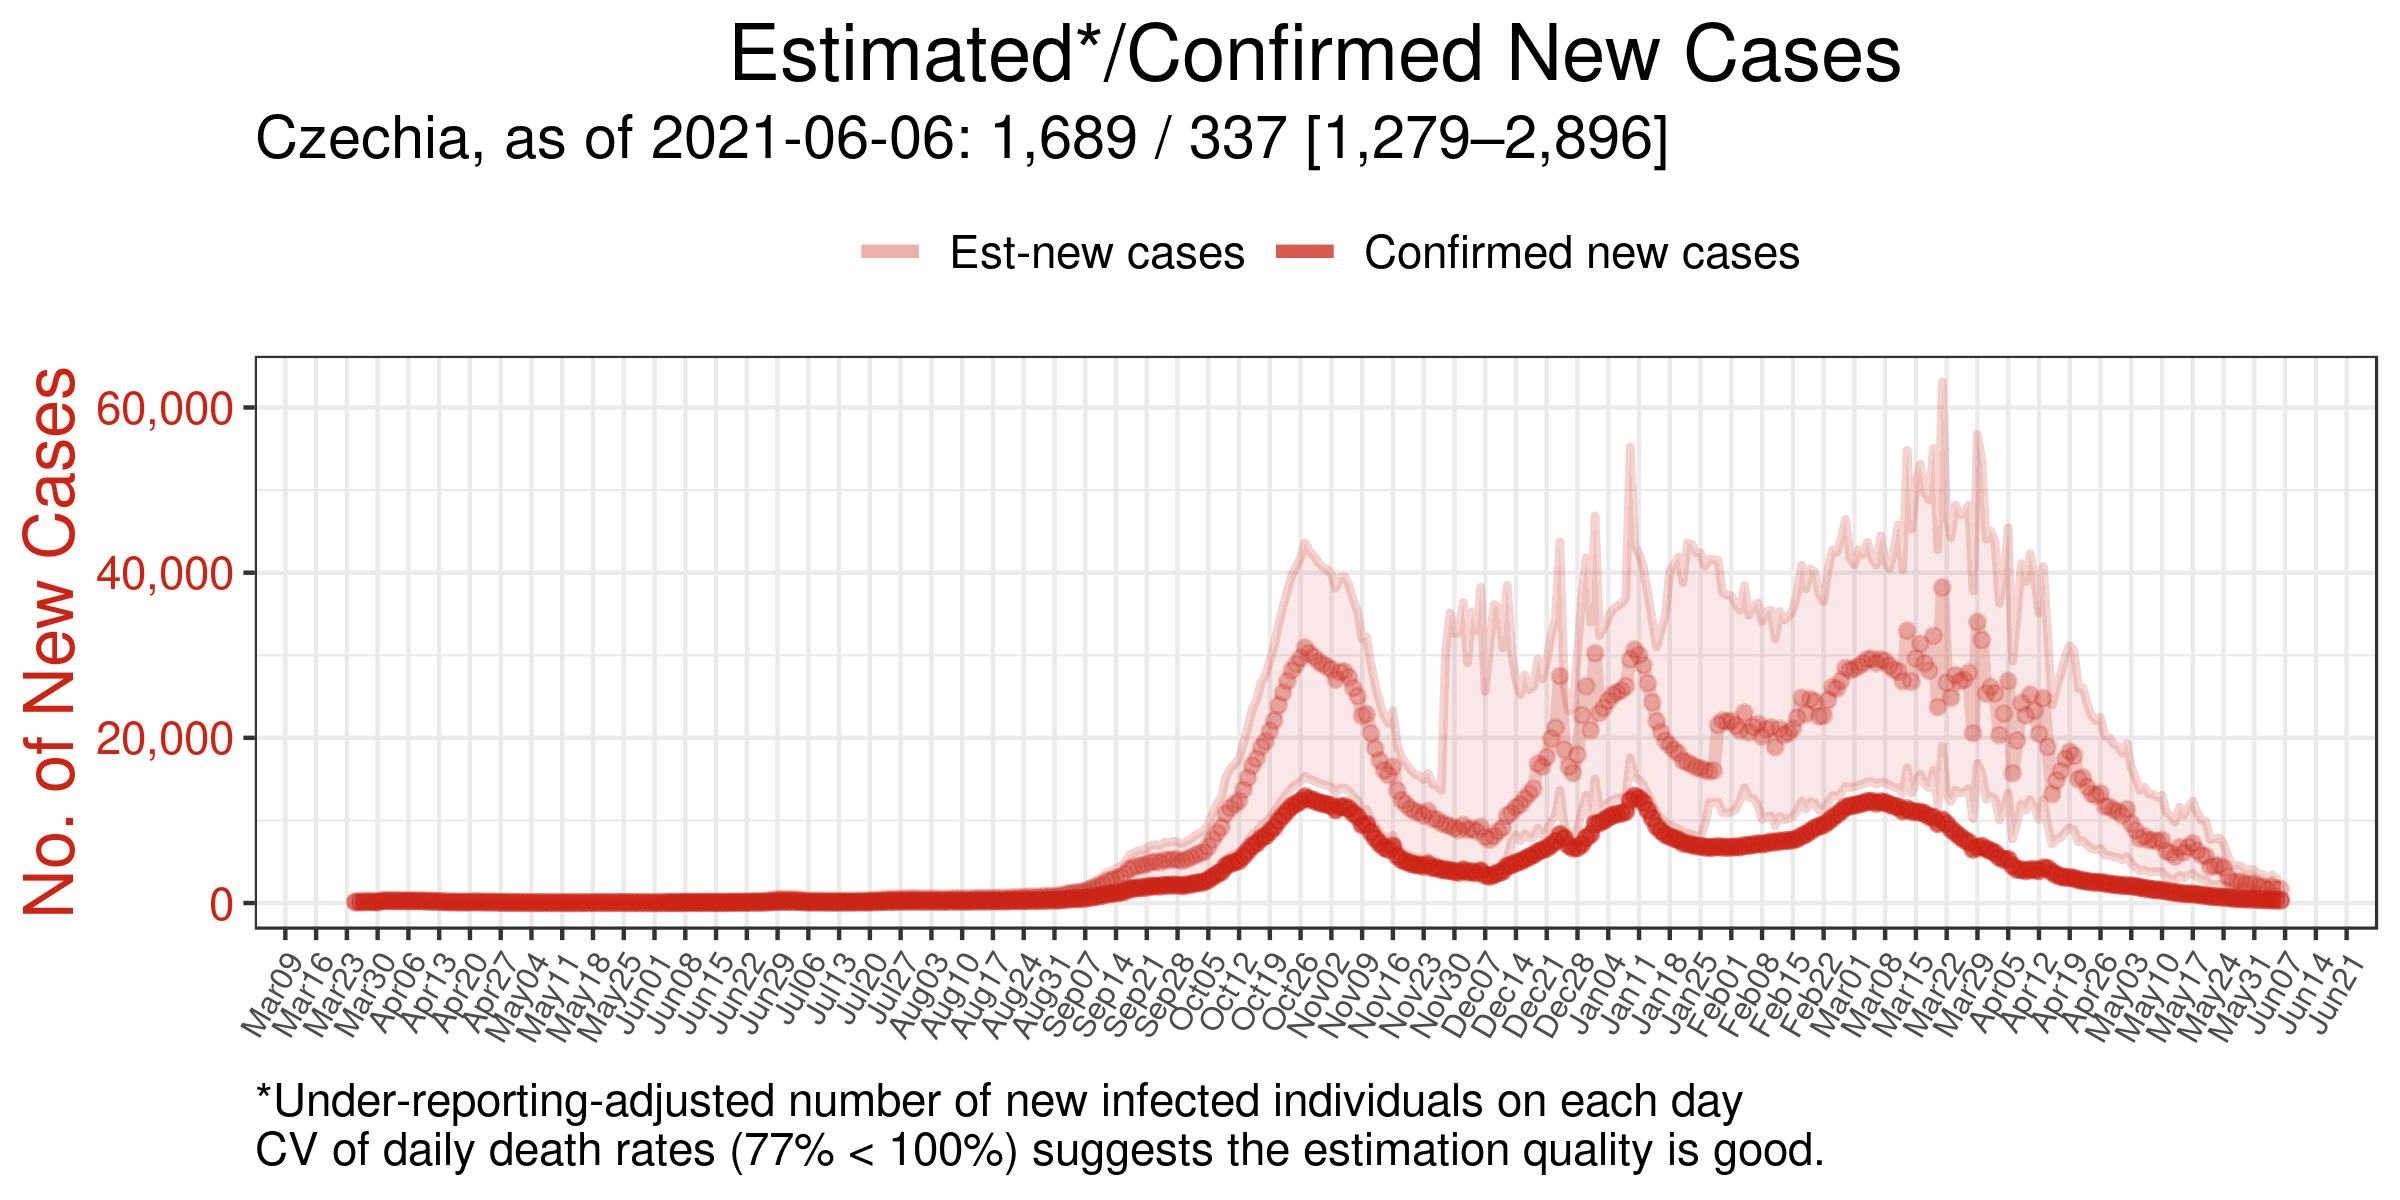 Estimated*/Confirmed New Cases
Czechia, as of 2021-06-06: 1,689 / 337 [1,279–2,896]
Est-new cases Confirmed new cases
No. of New Cases
60,000
40,000
20,000
0
Mar09 Mar16 Mar23 Mar30 Apr06 Apr13 Apr20 Apr27 May04 May11 May18 May25 Jun01 Jun08 Jun15 Jun22 Jun29 Jul06 Jul13 Jul20 Jul27 Aug03 Aug10 Aug17 Aug24 Aug31 Sep07 Sep14 Sep21 Sep28 Oct05 Oct12 Oct19 Oct26 Nov02 Nov09 Nov16 Nov23 Nov30 Dec07 Dec14 Dec21 Dec28 Jan04 Jan11 Jan18 Jan25 Feb01 Feb08 Feb15 Feb22 Mar01 Mar08 Mar15 Mar22 Mar29 Apr05 Apr12 Apr19 Apr26 May03 May10 May17 May24 May31 Jun07 Jun14 Jun21
*Under-reporting-adjusted number of new infected individuals on each day
CV of daily death rates (77% < 100%) suggests the estimation quality is good.